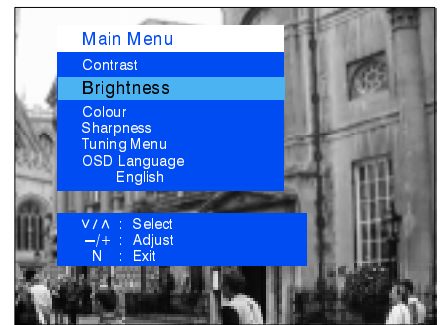 Main Menu
Contrast
Brightness
Colour
Sharpness
Tuning Menu
OSD Language
English
∨/∧ : Select
–/+ : Adjust
N : Exit